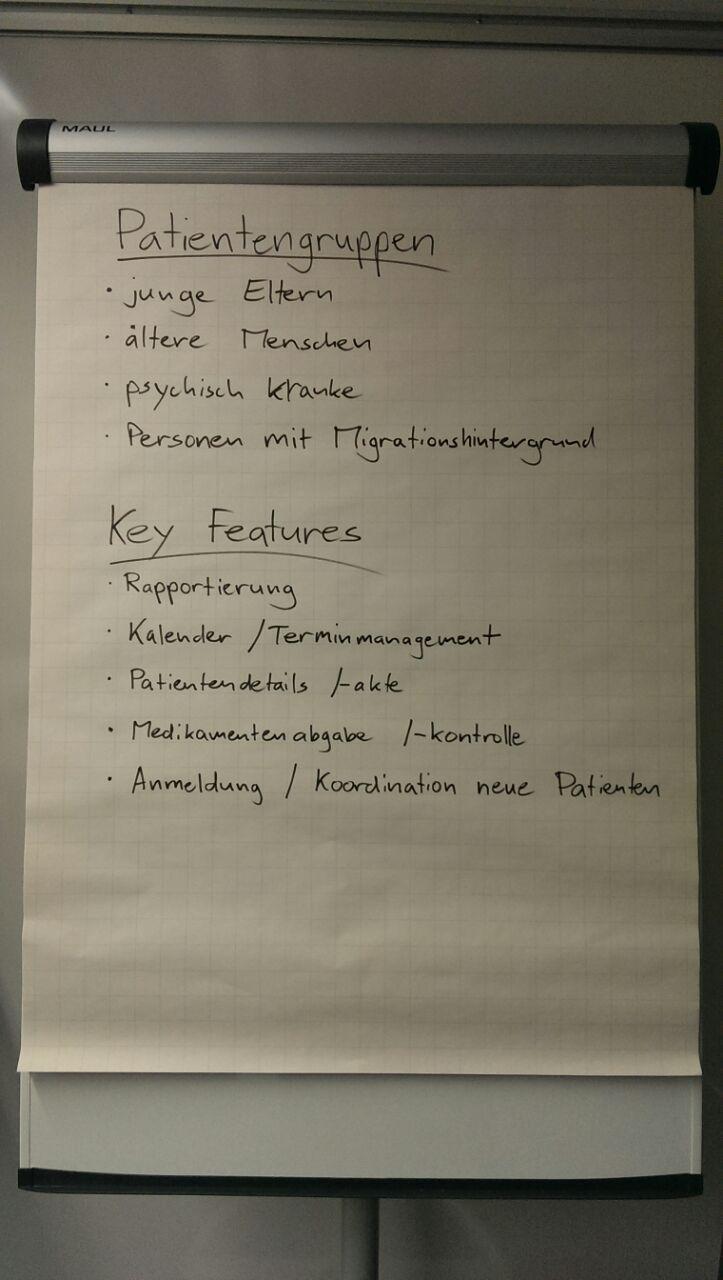 MAUL
Patientengruppen
· junge Eltern
· ältere Menschen
· psychisch kranke
· Personen mit Migrationshintergrund
Key Features
· Rapportierung
· Kalender / Terminmanagement
· Patientendetails /-akte
· Medikamentenabgabe /-kontrolle
· Anmeldung / Koordination neue Patienten